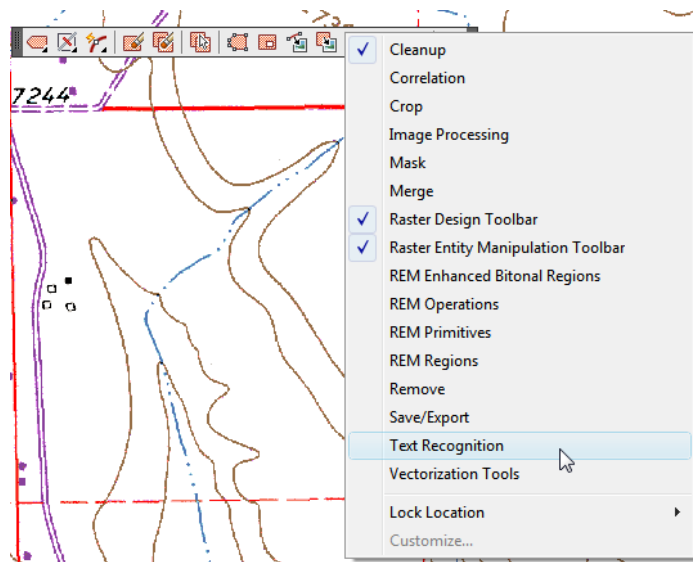 7244
Cleanup
Correlation
Crop
Image Processing
Mask
Merge
Raster Design Toolbar
Raster Entity Manipulation Toolbar
REM Enhanced Bitonal Regions
REM Operations
REM Primitives
REM Regions
Remove
Save/Export
Text Recognition
Vectorization Tools
Lock Location
Customize...